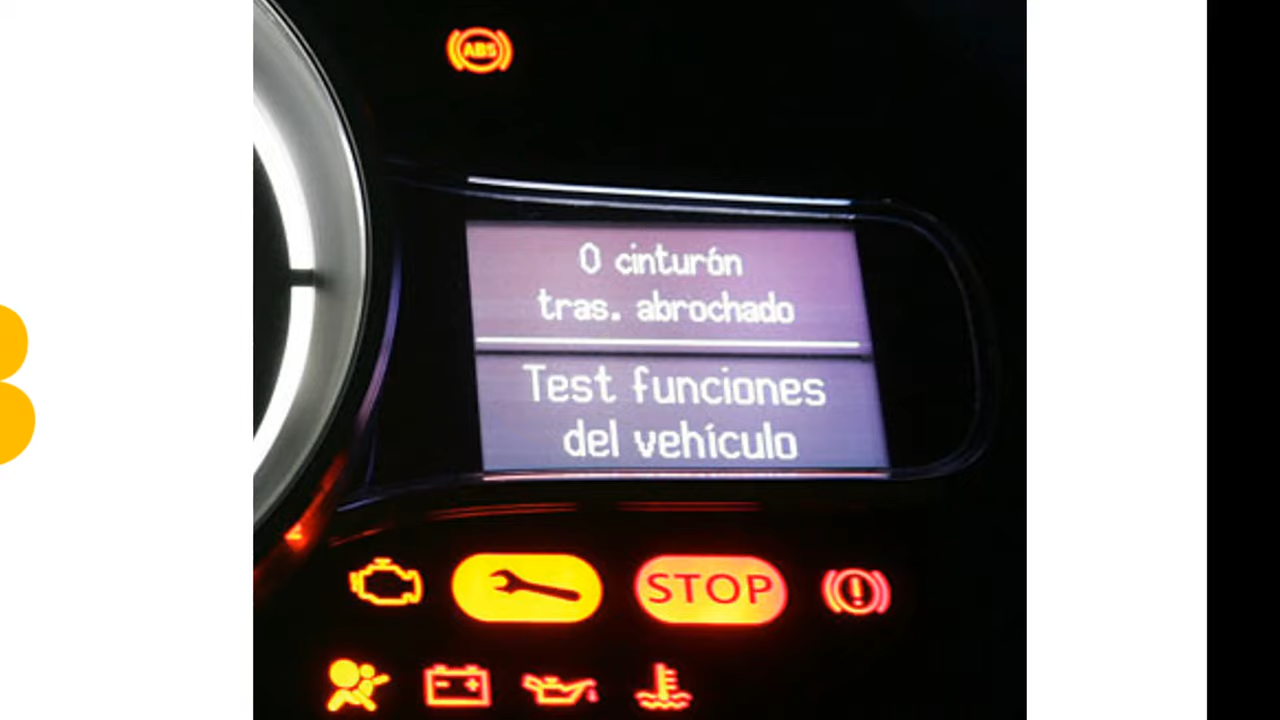 ABS
0 cinturón
tras. abrochado
Test funciones
del vehículo
STOP